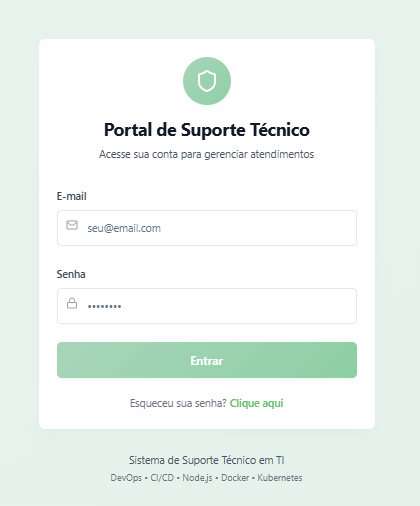 Portal de Suporte Técnico
Acesse sua conta para gerenciar atendimentos
E-mail
seu@email.com
Senha
••••••••
Entrar
Esqueceu sua senha? Clique aqui
Sistema de Suporte Técnico em TI
DevOps • CI/CD • Node.js • Docker • Kubernetes